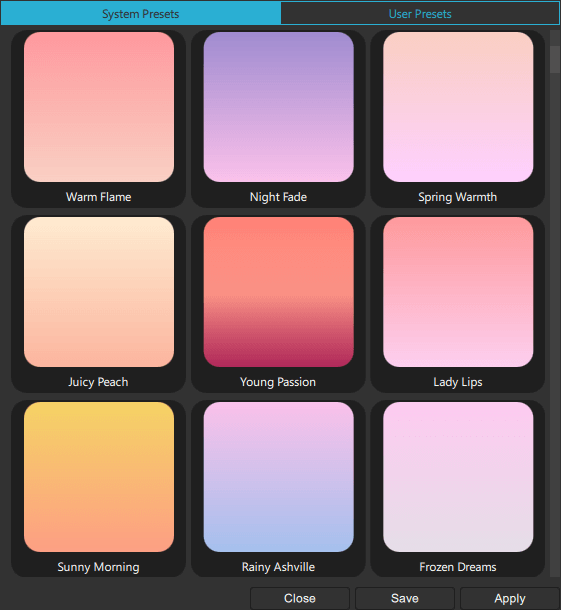 System Presets
User Presets
Warm Flame
Night Fade
Spring Warmth
Juicy Peach
Young Passion
Lady Lips
Sunny Morning
Rainy Ashville
Frozen Dreams
Close
Save
Apply